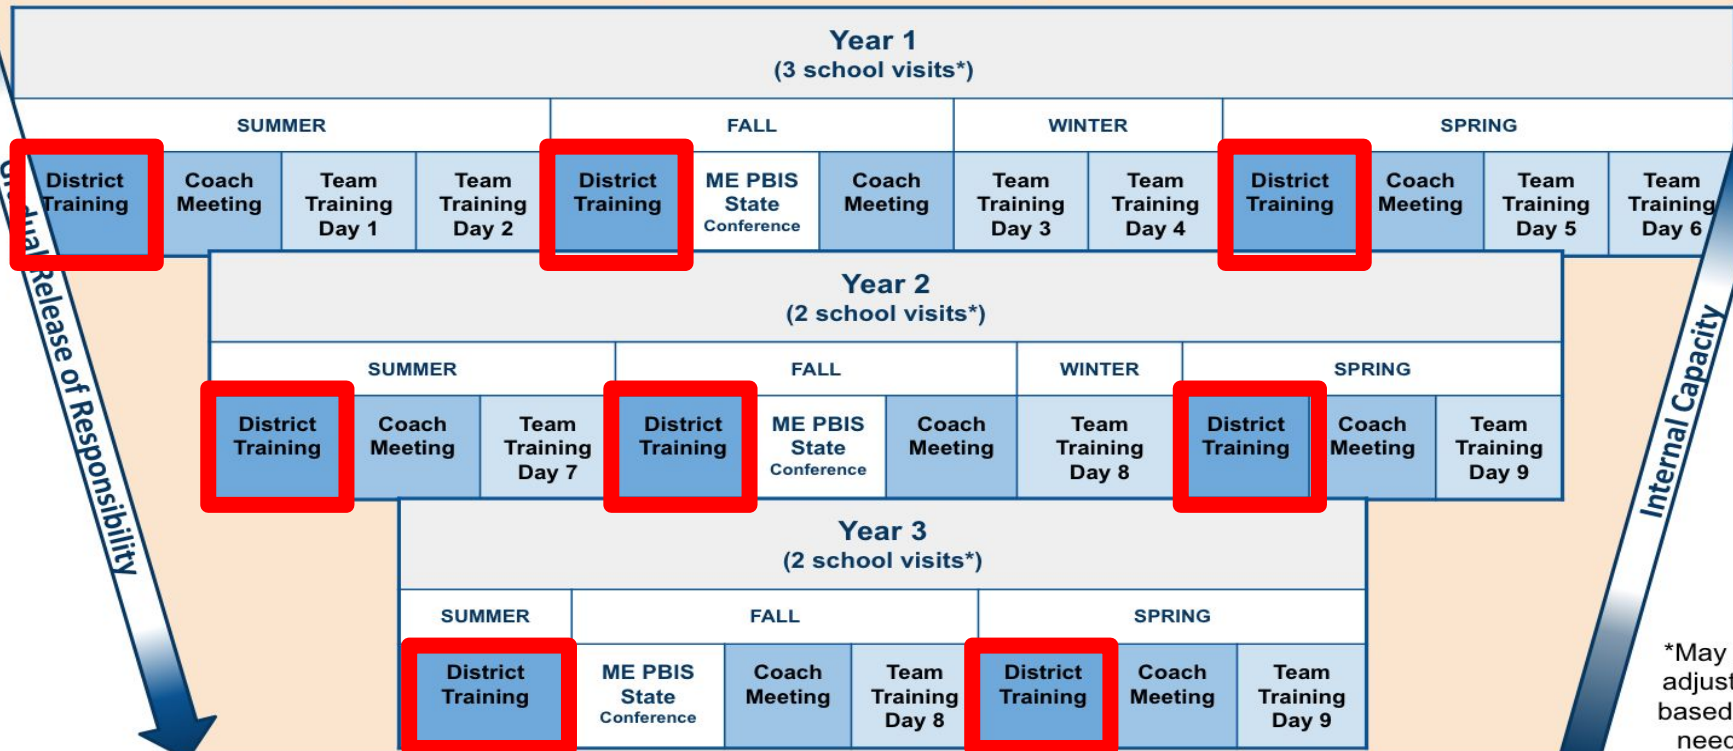 Year 1
(3 school visits*)
SUMMER
FALL
WINTER
SPRING
District
Training
Coach
Meeting
Team
Training
Day 1
Team
Training
Day 2
District
Training
ME PBIS
State
Conference
Coach
Meeting
Team
Training
Day 3
Team
Training
Day 4
District
Training
Coach
Meeting
Team
Training
Day 5
Team
Training
Day 6
Year 2
(2 school visits*)
SUMMER
FALL
WINTER
SPRING
District
Training
Coach
Meeting
Team
Training
Day 7
District
Training
ME PBIS
State
Conference
Coach
Meeting
Team
Training
Day 8
District
Training
Coach
Meeting
Team
Training
Day 9
Year 3
(2 school visits*)
SUMMER
FALL
SPRING
District
Training
ME PBIS
State
Conference
Coach
Meeting
Team
Training
Day 8
District
Training
Coach
Meeting
Team
Training
Day 9
Release of Responsibility
Internal Capacity
*May
adjust
based